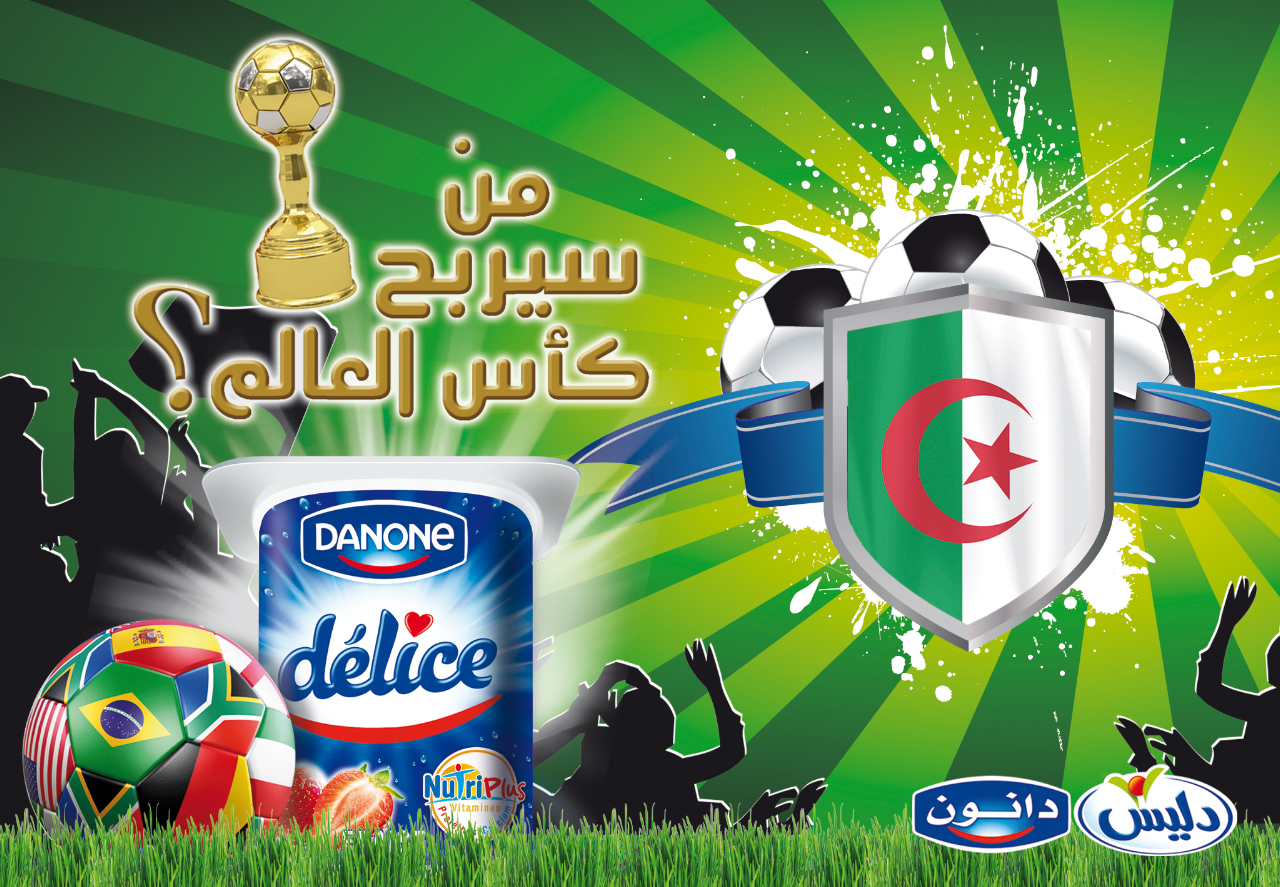 من
سيربح
كأس العالم؟
DANONE
délice
NutriPlus
Vitamines
دانون
دليس